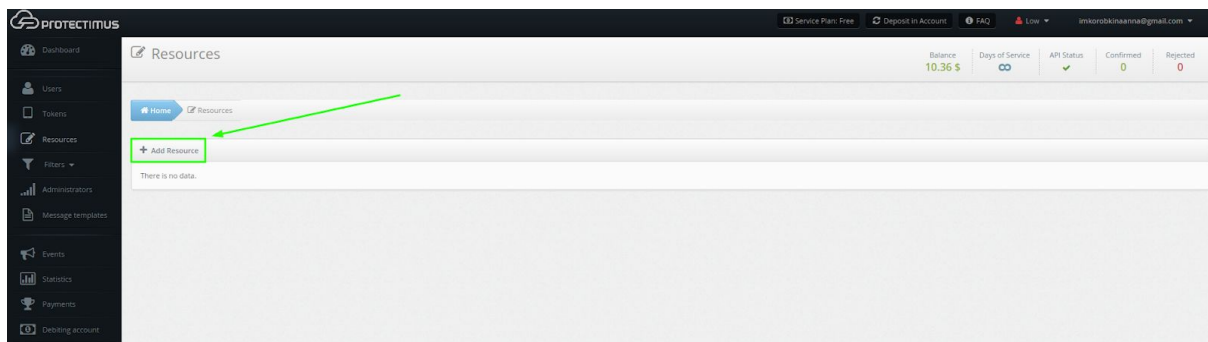 PROTECTIMUS
Service Plan: Free
Deposit in Account
FAQ
Low
imkorobkinaanna@gmail.com
Dashboard
Users
Tokens
Resources
Filters
Administrators
Message templates
Events
Statistics
Payments
Debiting account
Resources
Balance
10.36 $
Days of Service
∞
API Status
Confirmed
0
Rejected
0
Home
Resources
+ Add Resource
There is no data.